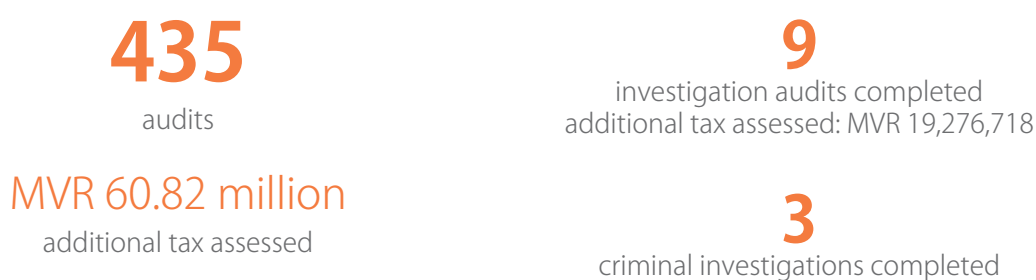 435
audits
MVR 60.82 million
additional tax assessed
9
investigation audits completed
additional tax assessed: MVR 19,276,718
3
criminal investigations completed